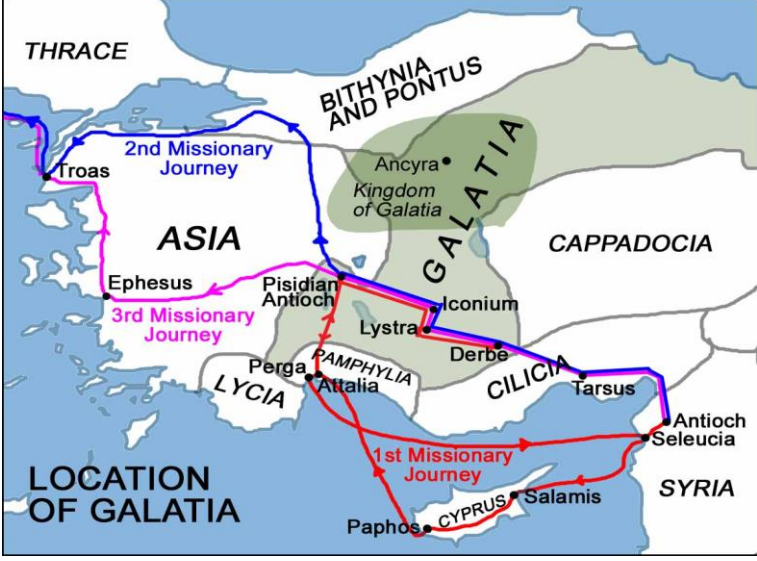 THRACE
BITHYNIA
AND PONTUS
2nd Missionary
Journey
Troas
Ancyra
Kingdom
of Galatia
GALATIA
ASIA
CAPPADOCIA
Ephesus
Pisidian
Antioch
3rd Missionary
Journey
Iconium
Lystra
Derbe
Perga
PAMPHYLIA
Attalia
LYCIA
CILICIA
Tarsus
Antioch
Seleucia
1st Missionary
Journey
SYRIA
LOCATION
OF GALATIA
CYPRUS
Salamis
Paphos